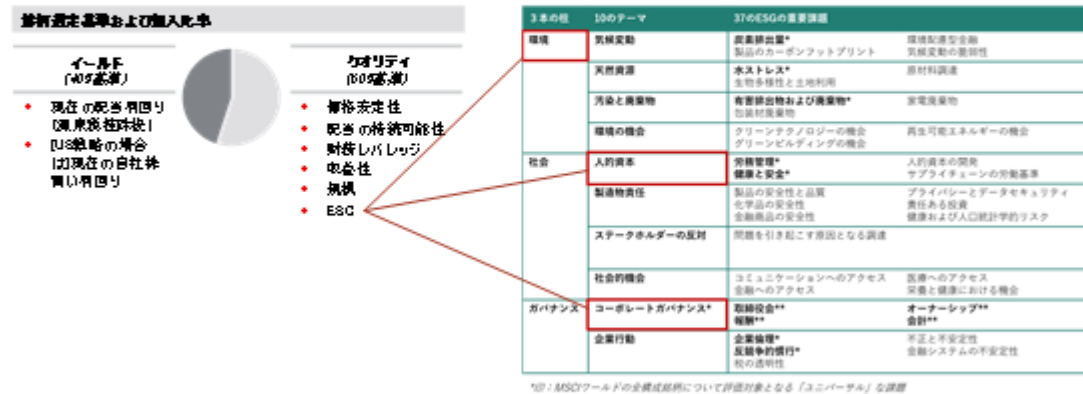 銘柄選定基準および組入比率
イールド
(40%基準)
現在の配当利回り
(源泉税控除後)
[US戦略の場合
は]現在の自社株
買い利回り
クオリティ
(60%基準)
価格安定性
配当の持続可能性
財務レバレッジ
収益性
規模
ESG
3本の柱 10のテーマ 37のESGの重要課題
環境 気候変動 炭素排出量* 環境配慮型金融
製品のカーボンフットプリント 気候変動の脆弱性
天然資源 水ストレス* 原材料調達
生物多様性と土地利用
汚染と廃棄物 有害排出物および廃棄物* 家電廃棄物
包装材廃棄物
環境の機会 クリーンテクノロジーの機会 再生可能エネルギーの機会
グリーンビルディングの機会
社会 人的資本 労務管理* 人的資本の開発
健康と安全* サプライチェーンの労働基準
製造物責任 製品の安全性と品質 プライバシーとデータセキュリティ
化学品の安全性 責任ある投資
金融商品の安全性 健康および人口統計学的リスク
ステークホルダーの反対 問題を引き起こす原因となる調達
社会的機会 コミュニケーションへのアクセス 医療へのアクセス
金融へのアクセス 栄養と健康における機会
ガバナンス コーポレートガバナンス* 取締役会** オーナーシップ**
報酬** 会計**
企業行動 企業倫理* 不正と不安定性
反競争的慣行* 金融システムの不安定性
税の透明性
*印：MSCIワールドの全構成銘柄について評価対象となる「ユニバーサル」な課題